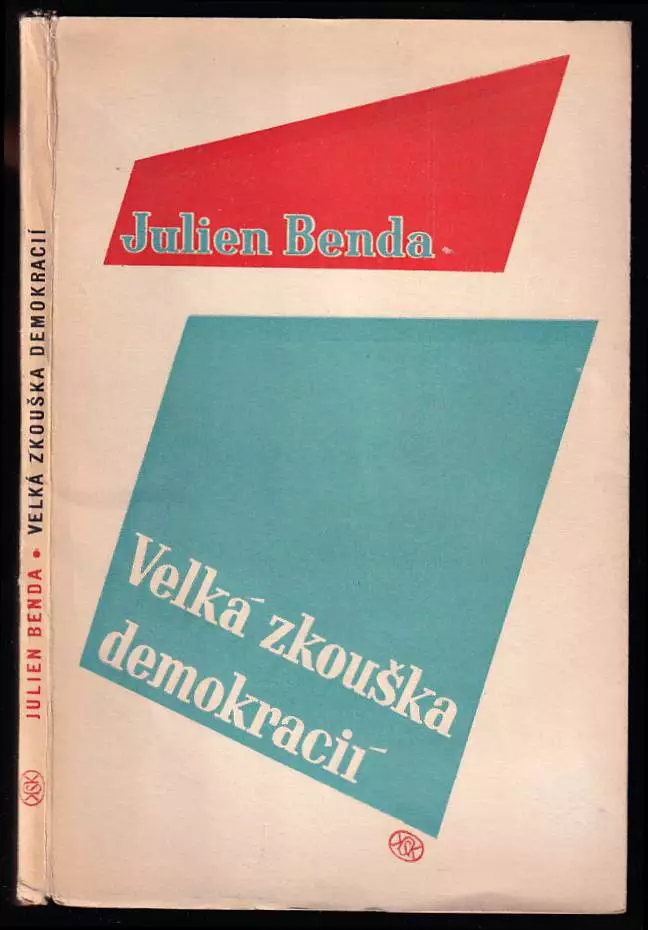 Julien Benda
Velká zkouška
demokracií
JULIEN BENDA • VELKÁ ZKOUŠKA DEMOKRACIÍ